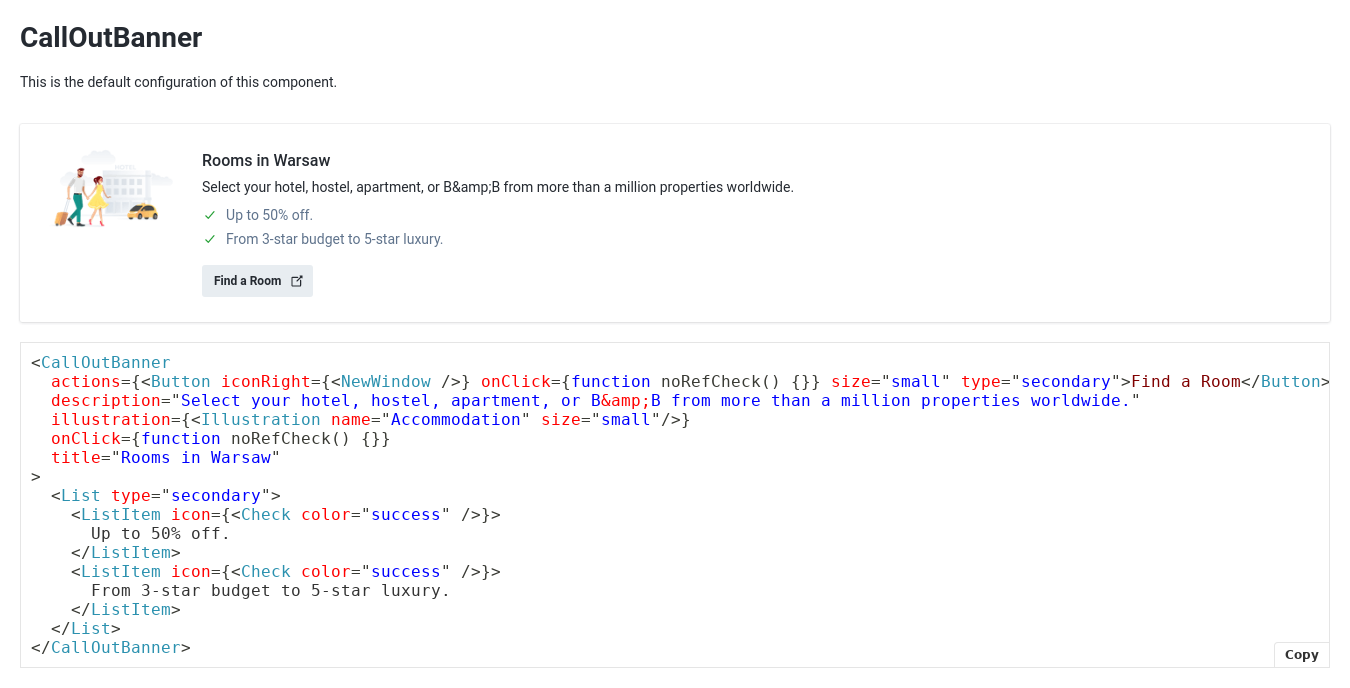 CallOutBanner
This is the default configuration of this component.
Rooms in Warsaw
Select your hotel, hostel, apartment, or B&amp;B from more than a million properties worldwide.
Up to 50% off.
From 3-star budget to 5-star luxury.
Find a Room
<CallOutBanner
  actions={<Button iconRight={<NewWindow />} onClick={function noRefCheck() {}} size="small" type="secondary">Find a Room</Button>
  description="Select your hotel, hostel, apartment, or B&amp;B from more than a million properties worldwide."
  illustration={<Illustration name="Accommodation" size="small"/>}
  onClick={function noRefCheck() {}}
  title="Rooms in Warsaw"
>
  <List type="secondary">
    <ListItem icon={<Check color="success" />}>
      Up to 50% off.
    </ListItem>
    <ListItem icon={<Check color="success" />}>
      From 3-star budget to 5-star luxury.
    </ListItem>
  </List>
</CallOutBanner>
Copy